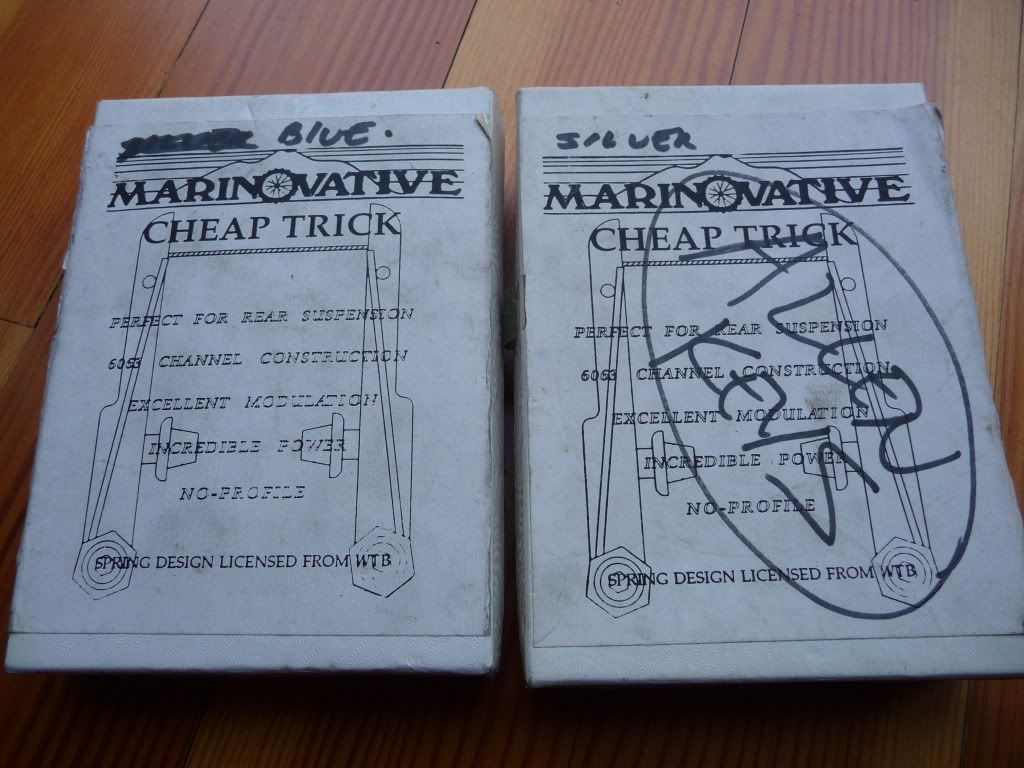 BLUE.
MARINOVATIVE
CHEAP TRICK
PERFECT FOR REAR SUSPENSION
6063 CHANNEL CONSTRUCTION
EXCELLENT MODULATION
INCREDIBLE POWER
NO-PROFILE
SPRING DESIGN LICENSED FROM WTB
SILVER
MARINOVATIVE
CHEAP TRICK
PERFECT FOR REAR SUSPENSION
6063 CHANNEL CONSTRUCTION
EXCELLENT MODULATION
INCREDIBLE POWER
NO-PROFILE
SPRING DESIGN LICENSED FROM WTB